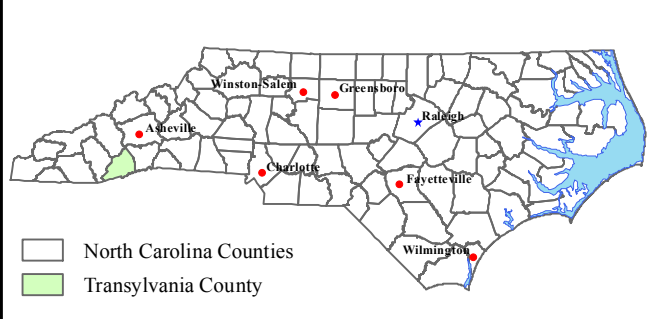 Winston-Salem
Greensboro
Raleigh
Asheville
Charlotte
Fayetteville
Wilmington
North Carolina Counties
Transylvania County